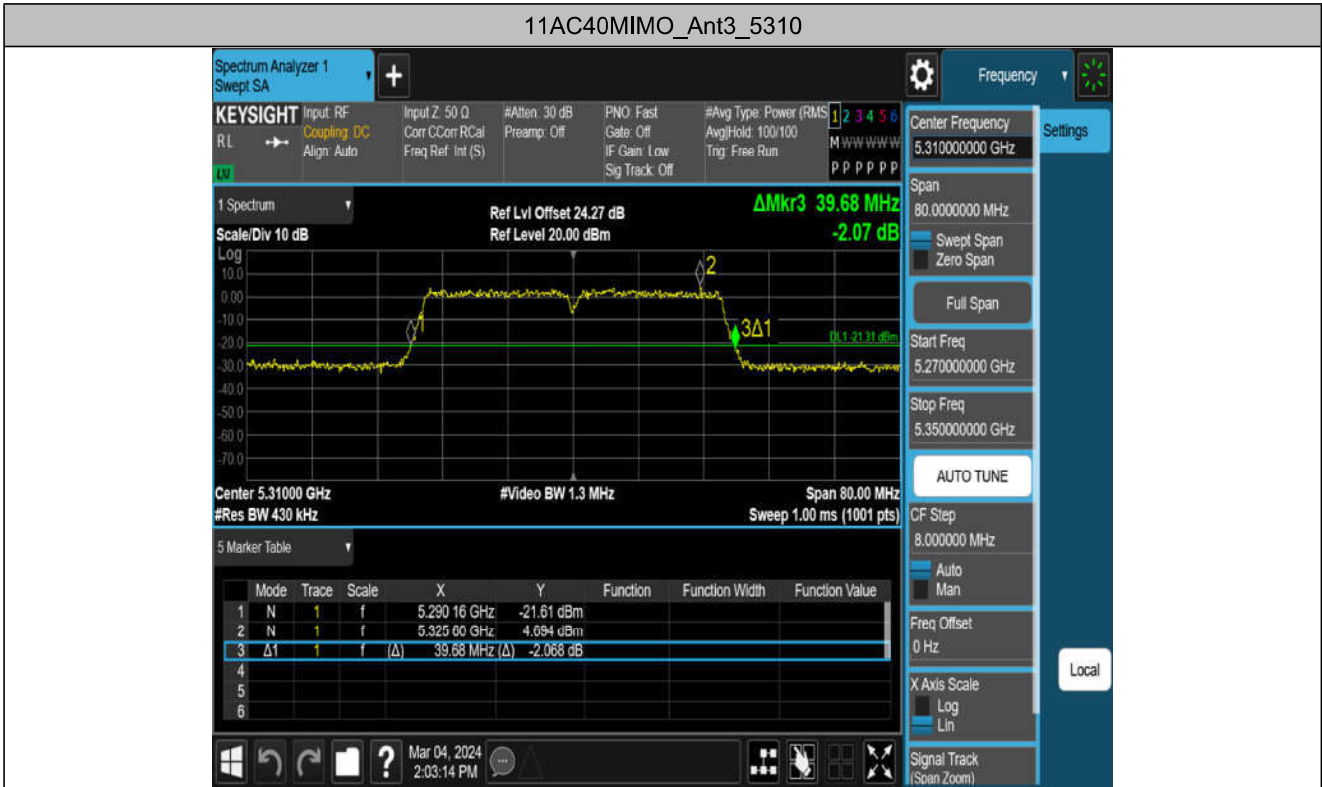 11AC40MIMO_Ant3_5310
Spectrum Analyzer 1
Swept SA
+
Frequency
KEYSIGHT
RL
LXI
Input: RF
Coupling: DC
Align: Auto
Input Z: 50 Ω
Corr CCorr RCal
Freq Ref: Int (S)
#Atten: 30 dB
Preamp: Off
PNO: Fast
Gate: Off
IF Gain: Low
Sig Track: Off
#Avg Type: Power (RMS
Avg|Hold: 100/100
Trig: Free Run
1 2 3 4 5 6
M W W W W W
P P P P P P
1 Spectrum
Scale/Div 10 dB
Ref Lvl Offset 24.27 dB
Ref Level 20.00 dBm
ΔMkr3 39.68 MHz
-2.07 dB
Log
10.0
0.00
-10.0
-20.0
-30.0
-40.0
-50.0
-60.0
-70.0
2
3Δ1
DL1 -21.31 dBm
Center 5.31000 GHz
#Res BW 430 kHz
#Video BW 1.3 MHz
Span 80.00 MHz
Sweep 1.00 ms (1001 pts)
5 Marker Table
Mode Trace Scale X Y Function Function Width Function Value
1 N 1 f 5.290 16 GHz -21.61 dBm
2 N 1 f 5.325 60 GHz 4.694 dBm
3 Δ1 1 f (Δ) 39.68 MHz (Δ) -2.068 dB
4
5
6
Center Frequency
5.310000000 GHz
Settings
Span
80.0000000 MHz
Swept Span
Zero Span
Full Span
Start Freq
5.270000000 GHz
Stop Freq
5.350000000 GHz
AUTO TUNE
CF Step
8.000000 MHz
Auto
Man
Freq Offset
0 Hz
X Axis Scale
Log
Lin
Local
Signal Track
(Span Zoom)
?
Mar 04, 2024
2:03:14 PM